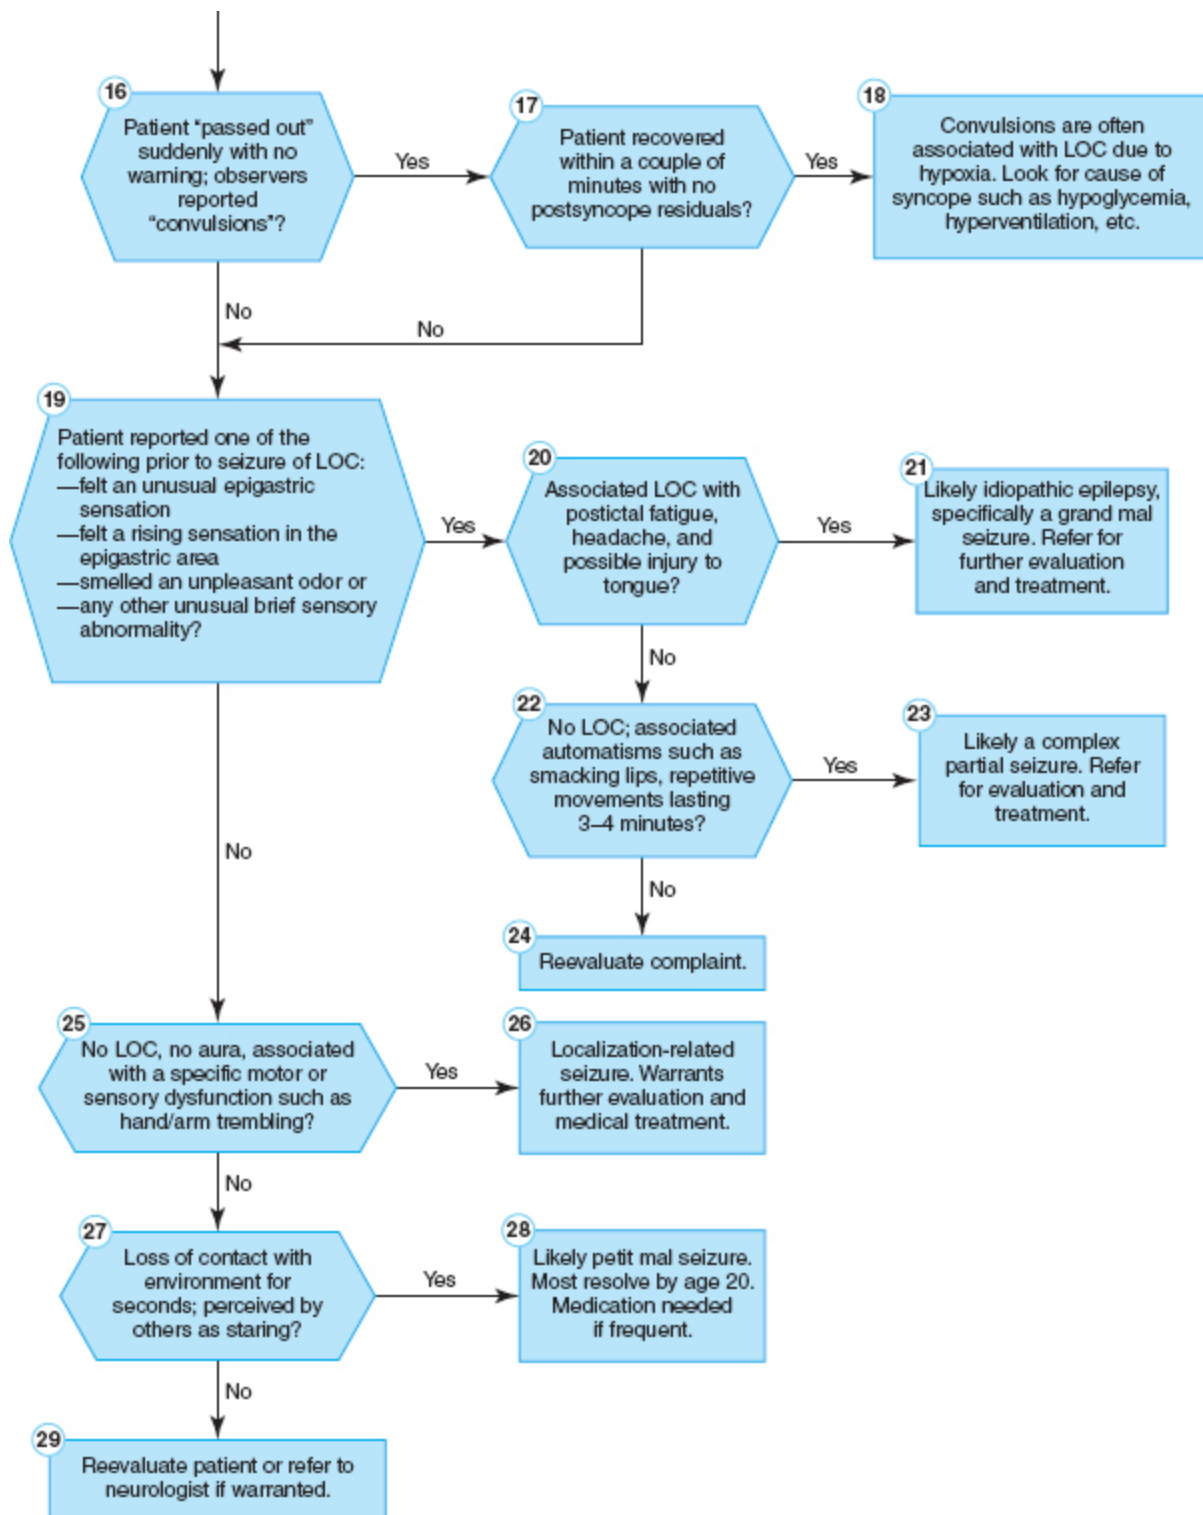 16
Patient “passed out”
suddenly with no
warning; observers
reported
“convulsions”?
Yes
17
Patient recovered
within a couple of
minutes with no
postsyncope residuals?
Yes
18
Convulsions are often
associated with LOC due to
hypoxia. Look for cause of
syncope such as hypoglycemia,
hyperventilation, etc.
No
No
19
Patient reported one of the
following prior to seizure of LOC:
—felt an unusual epigastric
sensation
—felt a rising sensation in the
epigastric area
—smelled an unpleasant odor or
—any other unusual brief sensory
abnormality?
Yes
20
Associated LOC with
postictal fatigue,
headache, and
possible injury to
tongue?
Yes
21
Likely idiopathic epilepsy,
specifically a grand mal
seizure. Refer for
further evaluation
and treatment.
No
22
No LOC; associated
automatisms such as
smacking lips, repetitive
movements lasting
3–4 minutes?
Yes
23
Likely a complex
partial seizure. Refer
for evaluation and
treatment.
No
No
24
Reevaluate complaint.
25
No LOC, no aura, associated
with a specific motor or
sensory dysfunction such as
hand/arm trembling?
Yes
26
Localization-related
seizure. Warrants
further evaluation and
medical treatment.
No
27
Loss of contact with
environment for
seconds; perceived by
others as staring?
Yes
28
Likely petit mal seizure.
Most resolve by age 20.
Medication needed
if frequent.
No
29
Reevaluate patient or refer to
neurologist if warranted.